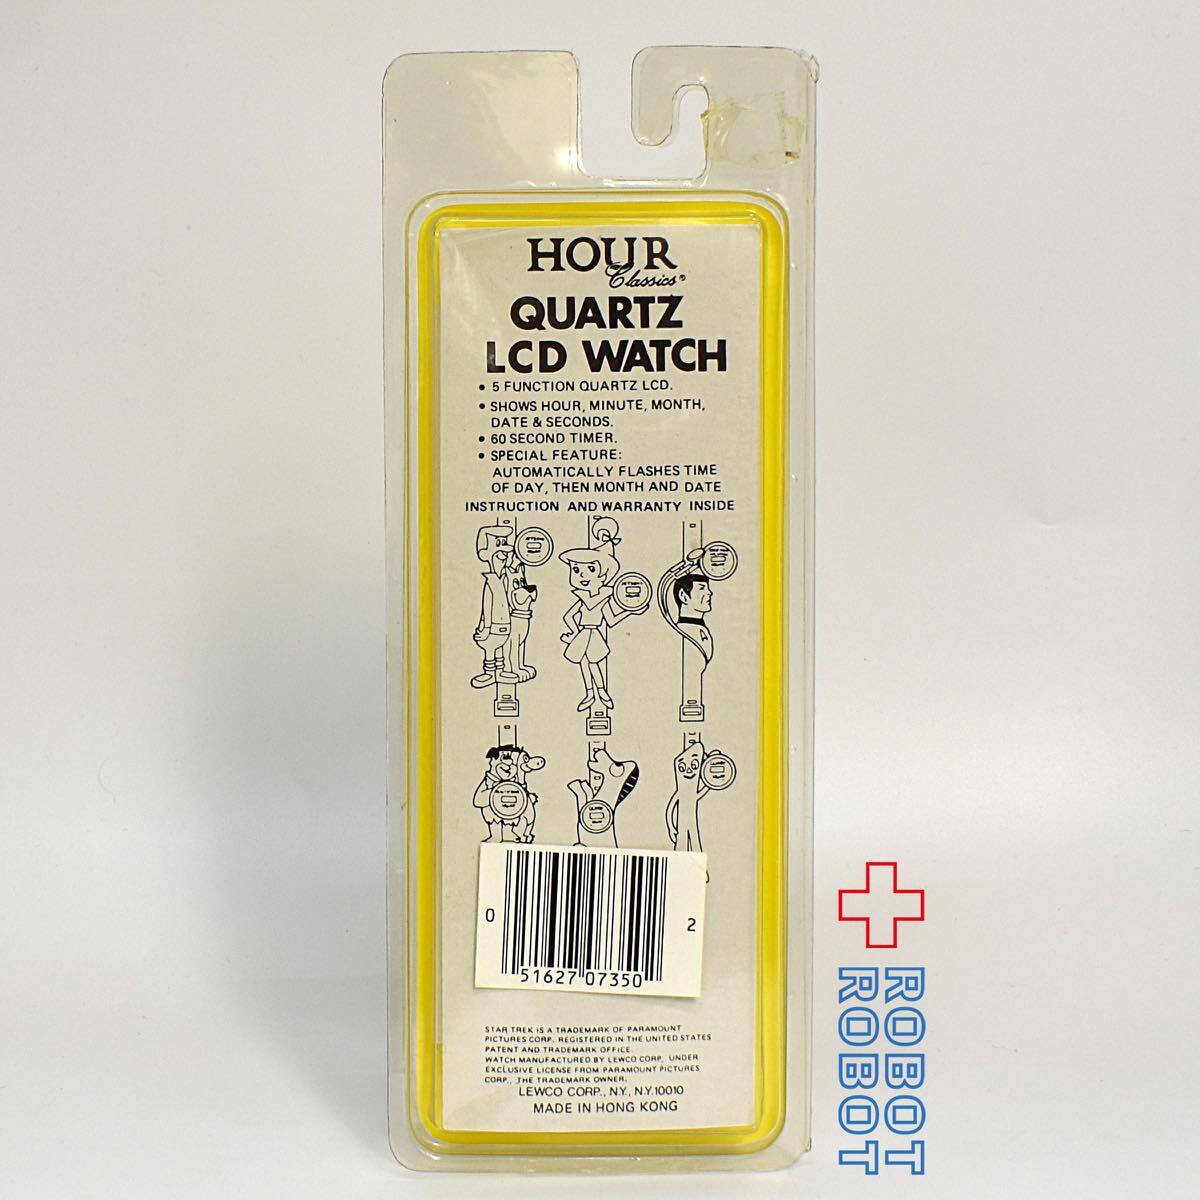 HOUR
Classics®
QUARTZ
LCD WATCH
• 5 FUNCTION QUARTZ LCD.
• SHOWS HOUR, MINUTE, MONTH,
DATE & SECONDS.
• 60 SECOND TIMER.
• SPECIAL FEATURE:
AUTOMATICALLY FLASHES TIME
OF DAY, THEN MONTH AND DATE
INSTRUCTION AND WARRANTY INSIDE
0 51627 07350 2
STAR TREK IS A TRADEMARK OF PARAMOUNT
PICTURES CORP. REGISTERED IN THE UNITED STATES
PATENT AND TRADEMARK OFFICE.
WATCH MANUFACTURED BY LEWCO CORP. UNDER
EXCLUSIVE LICENSE FROM PARAMOUNT PICTURES
CORP., THE TRADEMARK OWNER.
LEWCO CORP., N.Y., N.Y. 10010
MADE IN HONG KONG
ROBOT
ROBOT